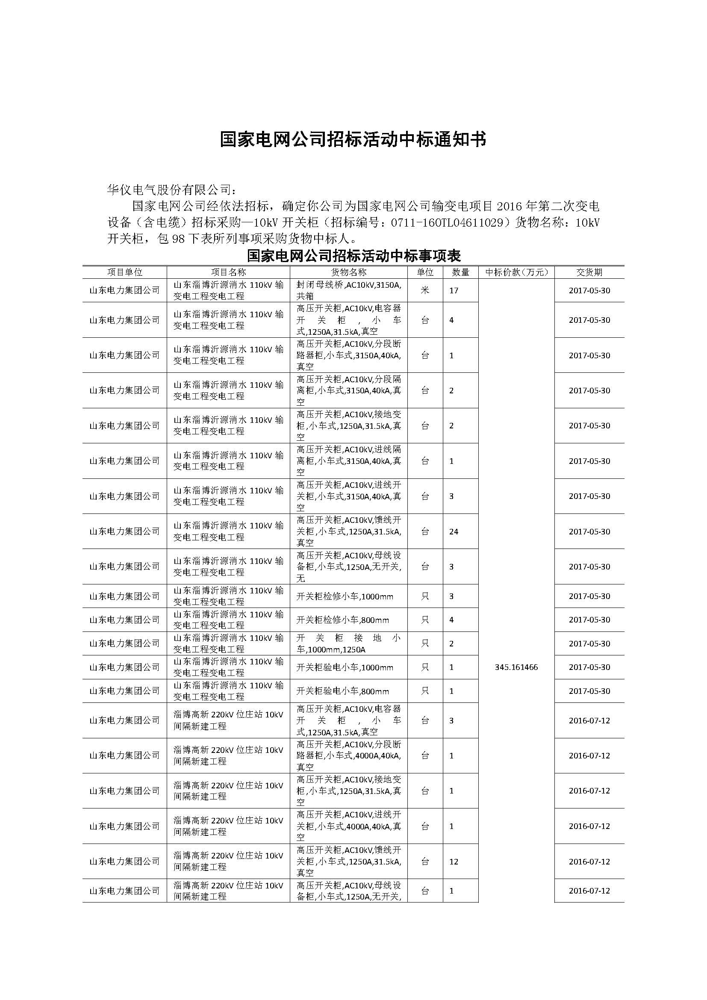 国家电网公司招标活动中标通知书
华仪电气股份有限公司：
国家电网公司经依法招标，确定你公司为国家电网公司输变电项目 2016 年第二次变电
设备（含电缆）招标采购—10kV 开关柜（招标编号：0711-16OTL04611029）货物名称：10kV
开关柜，包 98 下表所列事项采购货物中标人。
国家电网公司招标活动中标事项表
项目单位 项目名称 货物名称 单位 数量 中标价款（万元） 交货期
山东电力集团公司 山东淄博沂源消水 110kV 输 封闭母线桥,AC10kV,3150A, 米 17 2017-05-30
变电工程变电工程 共箱
山东电力集团公司 山东淄博沂源消水 110kV 输 高压开关柜,AC10kV,电容器 台 4 2017-05-30
变电工程变电工程 开关柜,小车
式,1250A,31.5kA,真空
山东电力集团公司 山东淄博沂源消水 110kV 输 高压开关柜,AC10kV,分段断 台 1 2017-05-30
变电工程变电工程 路器柜,小车式,3150A,40kA,
真空
山东电力集团公司 山东淄博沂源消水 110kV 输 高压开关柜,AC10kV,分段隔 台 2 2017-05-30
变电工程变电工程 离柜,小车式,3150A,40kA,真
空
山东电力集团公司 山东淄博沂源消水 110kV 输 高压开关柜,AC10kV,接地变 台 2 2017-05-30
变电工程变电工程 柜,小车式,1250A,31.5kA,真
空
山东电力集团公司 山东淄博沂源消水 110kV 输 高压开关柜,AC10kV,进线隔 台 1 2017-05-30
变电工程变电工程 离柜,小车式,3150A,40kA,真
空
山东电力集团公司 山东淄博沂源消水 110kV 输 高压开关柜,AC10kV,进线开 台 3 2017-05-30
变电工程变电工程 关柜,小车式,3150A,40kA,真
空
山东电力集团公司 山东淄博沂源消水 110kV 输 高压开关柜,AC10kV,馈线开 台 24 2017-05-30
变电工程变电工程 关柜,小车式,1250A,31.5kA,
真空
山东电力集团公司 山东淄博沂源消水 110kV 输 高压开关柜,AC10kV,母线设 台 3 2017-05-30
变电工程变电工程 备柜,小车式,1250A,无开关,
无
山东电力集团公司 山东淄博沂源消水 110kV 输 开关柜检修小车,1000mm 只 3 2017-05-30
变电工程变电工程
山东电力集团公司 山东淄博沂源消水 110kV 输 开关柜检修小车,800mm 只 4 2017-05-30
变电工程变电工程
山东电力集团公司 山东淄博沂源消水 110kV 输 开关柜接地小 只 2 2017-05-30
变电工程变电工程 车,1000mm,1250A
山东电力集团公司 山东淄博沂源消水 110kV 输 开关柜验电小车,1000mm 只 1 345.161466 2017-05-30
变电工程变电工程
山东电力集团公司 山东淄博沂源消水 110kV 输 开关柜验电小车,800mm 只 1 2017-05-30
变电工程变电工程
山东电力集团公司 淄博高新 220kV 位庄站 10kV 高压开关柜,AC10kV,电容器 台 3 2016-07-12
间隔新建工程 开关柜,小车
式,1250A,31.5kA,真空
山东电力集团公司 淄博高新 220kV 位庄站 10kV 高压开关柜,AC10kV,分段断 台 1 2016-07-12
间隔新建工程 路器柜,小车式,4000A,40kA,
真空
山东电力集团公司 淄博高新 220kV 位庄站 10kV 高压开关柜,AC10kV,接地变 台 1 2016-07-12
间隔新建工程 柜,小车式,1250A,31.5kA,真
空
山东电力集团公司 淄博高新 220kV 位庄站 10kV 高压开关柜,AC10kV,进线开 台 1 2016-07-12
间隔新建工程 关柜,小车式,4000A,40kA,真
空
山东电力集团公司 淄博高新 220kV 位庄站 10kV 高压开关柜,AC10kV,馈线开 台 12 2016-07-12
间隔新建工程 关柜,小车式,1250A,31.5kA,
真空
山东电力集团公司 淄博高新 220kV 位庄站 10kV 高压开关柜,AC10kV,母线设 台 1 2016-07-12
间隔新建工程 备柜,小车式,1250A,无开关,